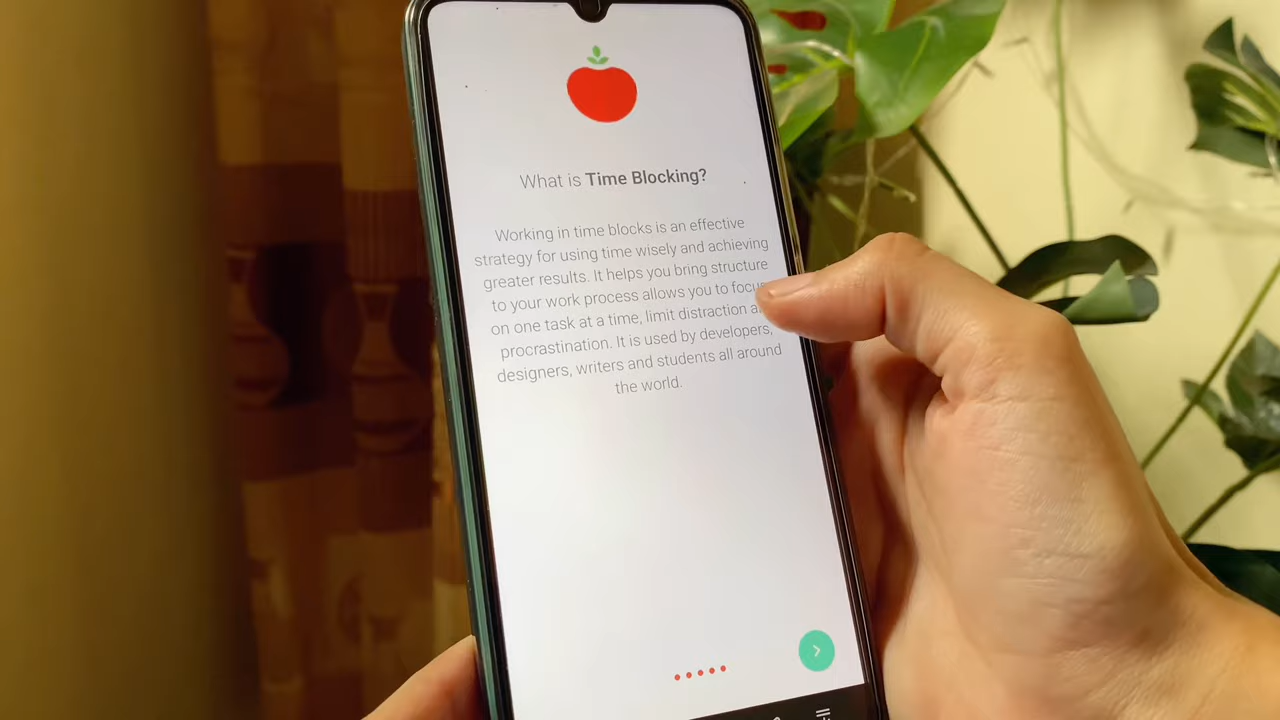 What is Time Blocking?
Working in time blocks is an effective
strategy for using time wisely and achieving
greater results. It helps you bring structure
to your work process allows you to focus
on one task at a time, limit distraction
procrastination. It is used by developers,
designers, writers and students all around
the world.